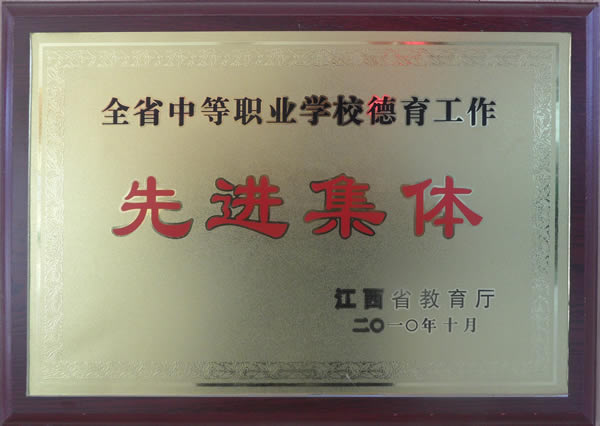 全省中等职业学校德育工作
先进集体
江西省教育厅
二〇一〇年十月